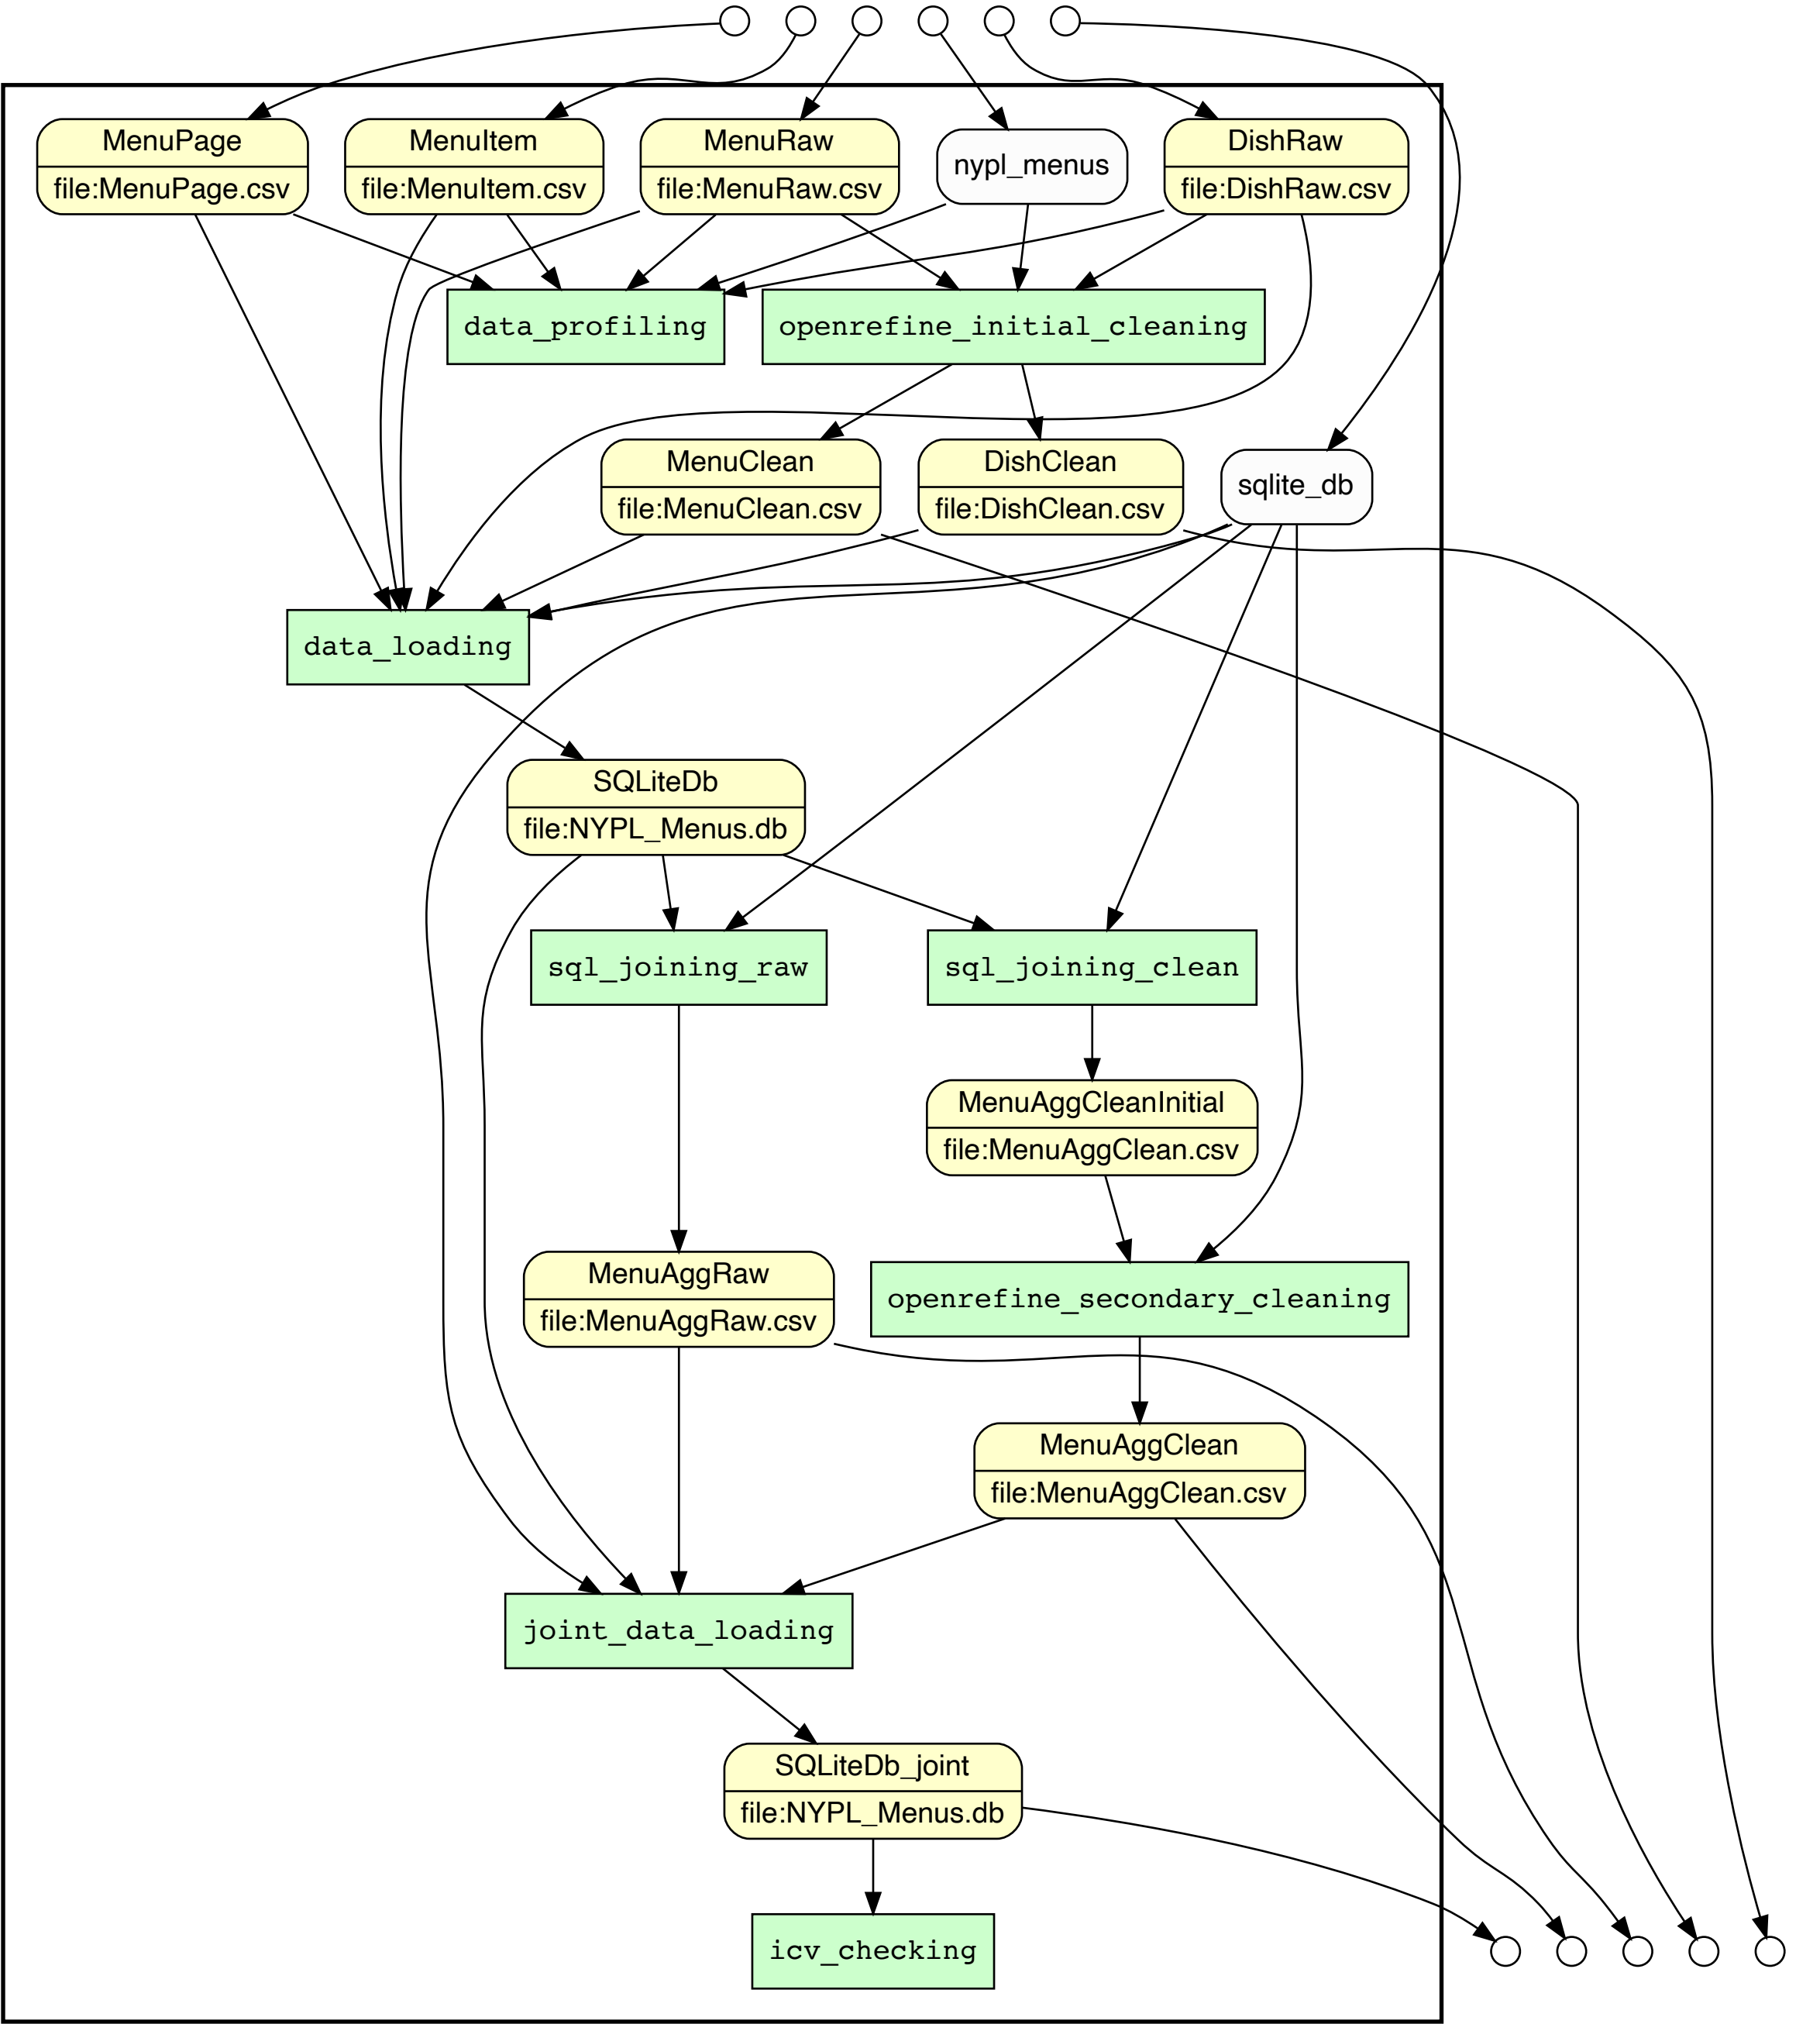 MenuPage
file:MenuPage.csv
MenuItem
file:MenuItem.csv
MenuRaw
file:MenuRaw.csv
nypl_menus
DishRaw
file:DishRaw.csv
data_profiling
openrefine_initial_cleaning
MenuClean
file:MenuClean.csv
DishClean
file:DishClean.csv
sqlite_db
data_loading
SQLiteDb
file:NYPL_Menus.db
sql_joining_raw
sql_joining_clean
MenuAggCleanInitial
file:MenuAggClean.csv
MenuAggRaw
file:MenuAggRaw.csv
openrefine_secondary_cleaning
MenuAggClean
file:MenuAggClean.csv
joint_data_loading
SQLiteDb_joint
file:NYPL_Menus.db
icv_checking